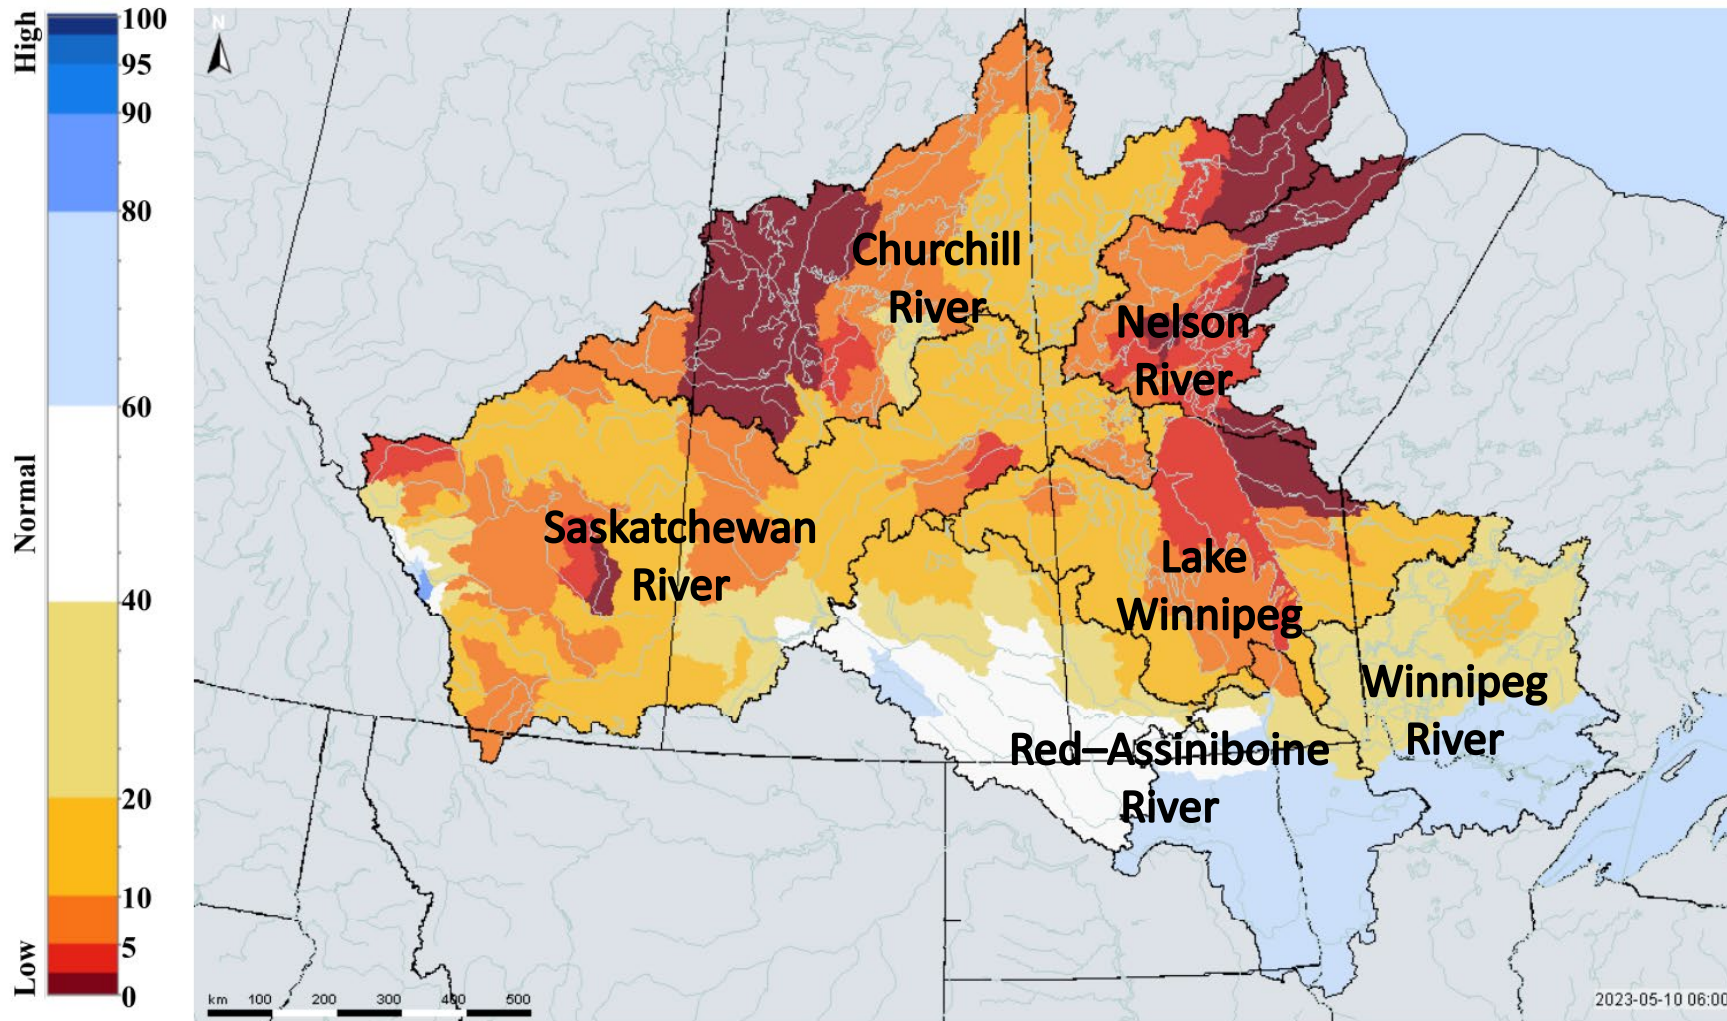 High
Normal
Low
100
95
90
80
60
40
20
10
5
0
N
Churchill
River
Nelson
River
Saskatchewan
River
Lake
Winnipeg
Winnipeg
River
Red–Assiniboine
River
km 100 200 300 400 500
2023-05-10 06:00